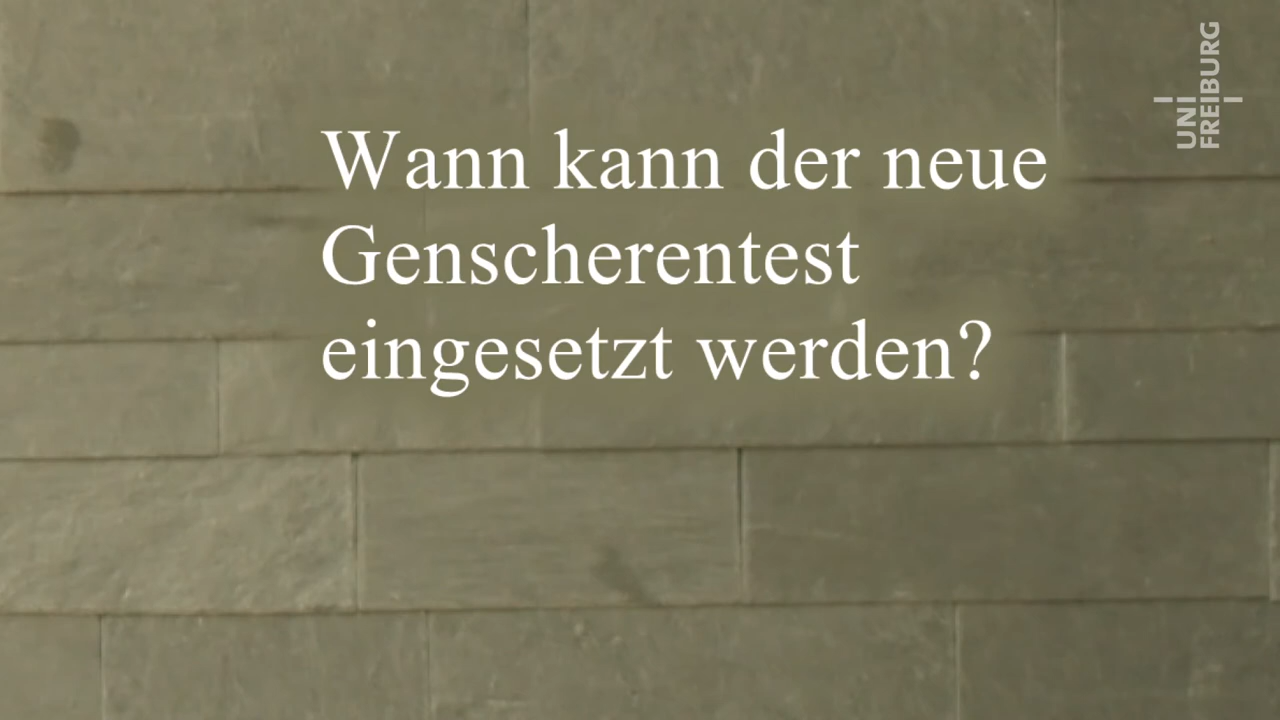 Wann kann der neue
Genscherentest
eingesetzt werden?
UNI
FREIBURG